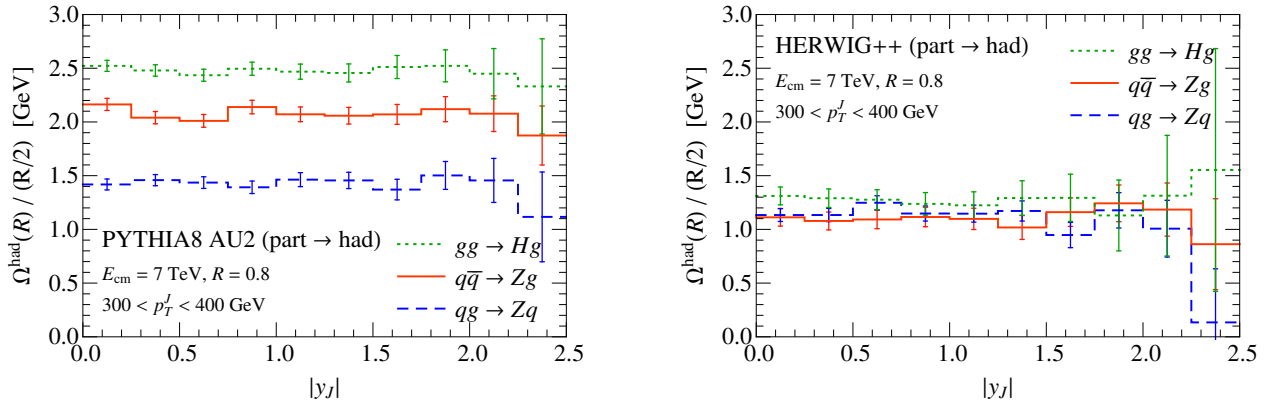 Ω^had(R) / (R/2) [GeV]
3.0
2.5
2.0
1.5
1.0
0.5
0.0
PYTHIA8 AU2 (part → had)
E_cm = 7 TeV, R = 0.8
300 < p_T^J < 400 GeV
gg → Hg
qq̅ → Zg
qg → Zq
0.0 0.5 1.0 1.5 2.0 2.5
|y_J|
Ω^had(R) / (R/2) [GeV]
3.0
2.5
2.0
1.5
1.0
0.5
0.0
HERWIG++ (part → had)
E_cm = 7 TeV, R = 0.8
300 < p_T^J < 400 GeV
gg → Hg
qq̅ → Zg
qg → Zq
0.0 0.5 1.0 1.5 2.0 2.5
|y_J|